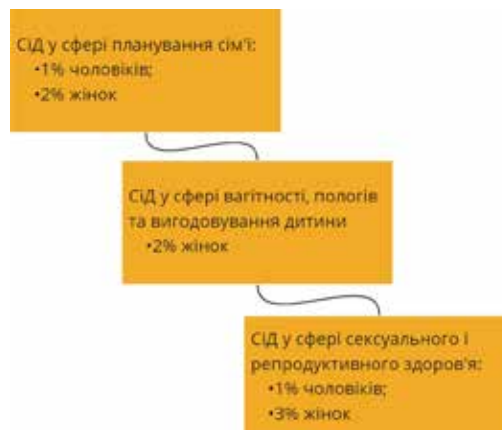 СіД у сфері планування сім'ї:
•1% чоловіків;
•2% жінок
СіД у сфері вагітності, пологів
та вигодовування дитини
•2% жінок
СіД у сфері сексуального і
репродуктивного здоров'я:
•1% чоловіків;
•3% жінок